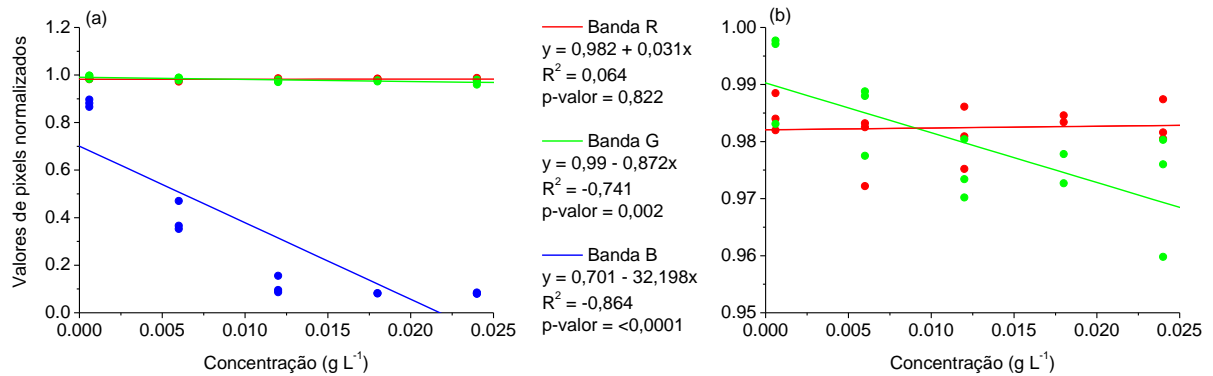 (a)
Valores de pixels normalizados
1.2
1.0
0.8
0.6
0.4
0.2
0.0
0.000 0.005 0.010 0.015 0.020 0.025
Concentração (g L⁻¹)
Banda R
y = 0,982 + 0,031x
R² = 0,064
p-valor = 0,822
Banda G
y = 0,99 - 0,872x
R² = -0,741
p-valor = 0,002
Banda B
y = 0,701 - 32,198x
R² = -0,864
p-valor = <0,0001
(b)
1.00
0.99
0.98
0.97
0.96
0.95
0.000 0.005 0.010 0.015 0.020 0.025
Concentração (g L⁻¹)